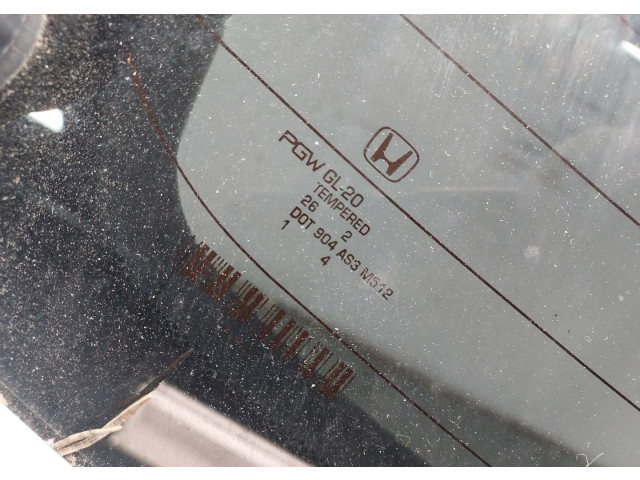 PGW GL-20
TEMPERED
26 2
DOT 904 AS3 M512
1 4